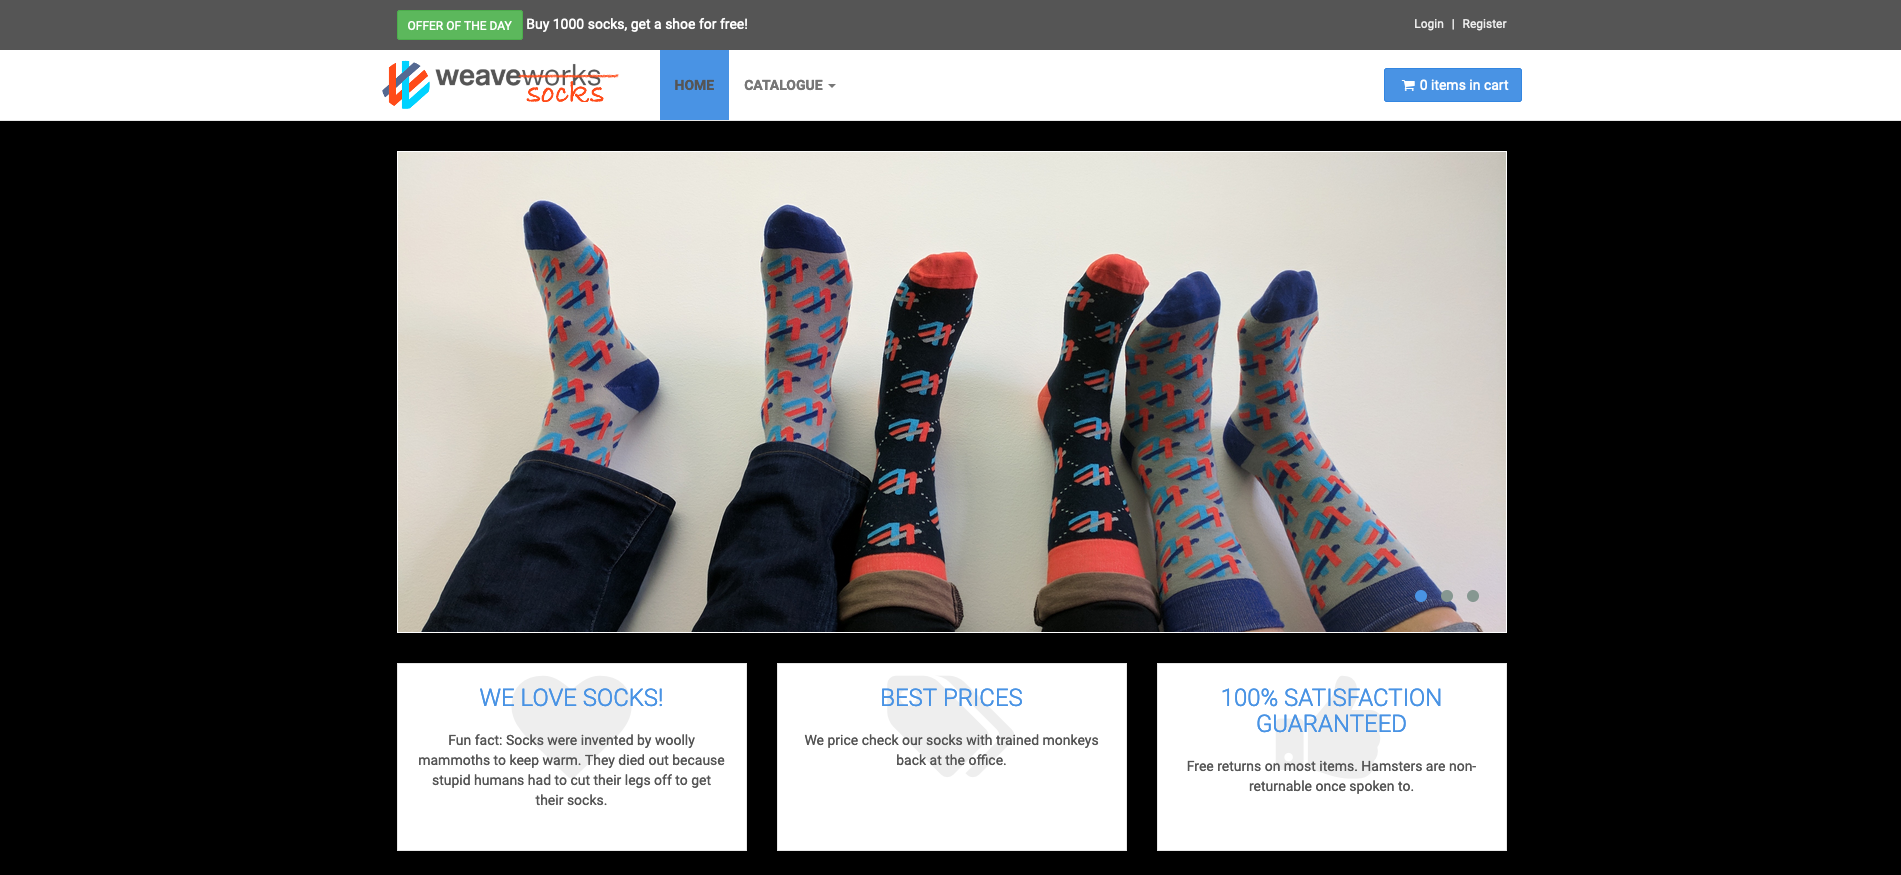 OFFER OF THE DAY Buy 1000 socks, get a shoe for free!
Login | Register
weaveworks
socks
HOME
CATALOGUE
0 items in cart
WE LOVE SOCKS!
Fun fact: Socks were invented by woolly
mammoths to keep warm. They died out because
stupid humans had to cut their legs off to get
their socks.
BEST PRICES
We price check our socks with trained monkeys
back at the office.
100% SATISFACTION
GUARANTEED
Free returns on most items. Hamsters are non-
returnable once spoken to.